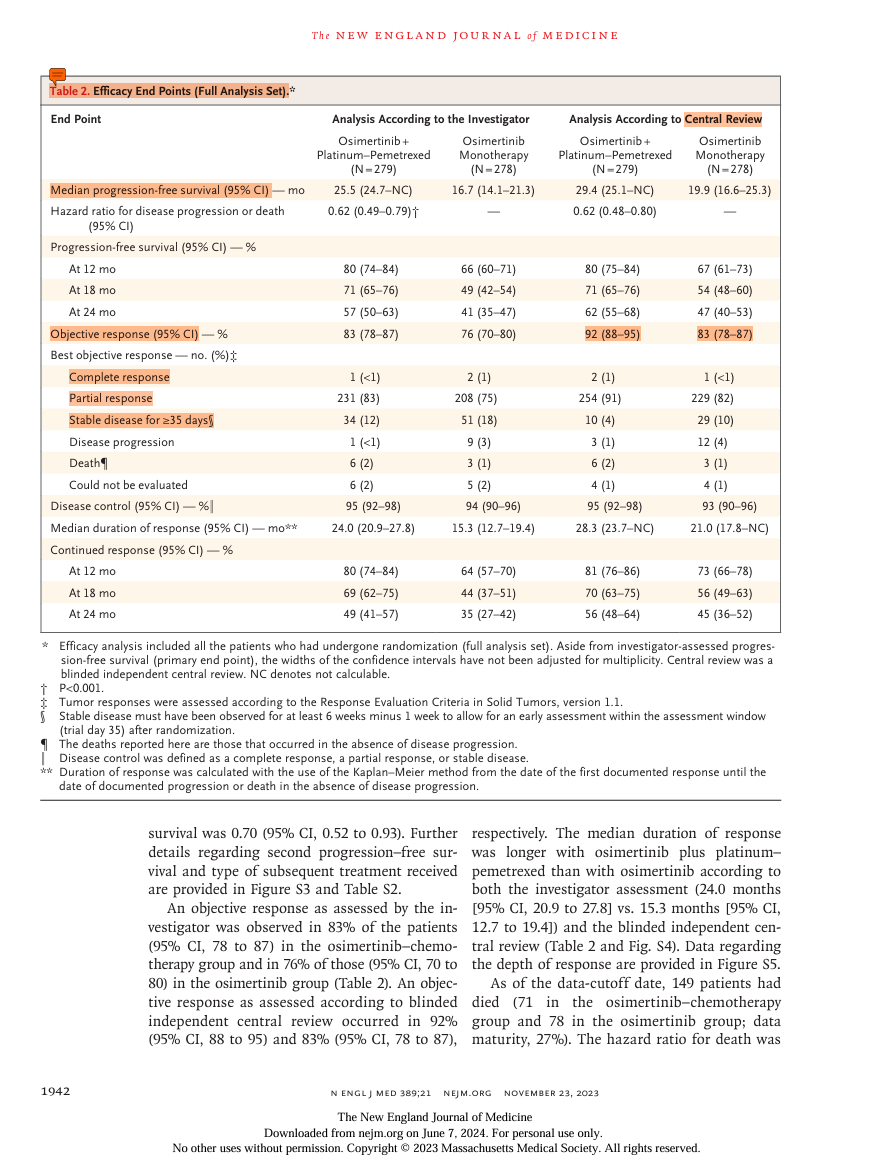 The NEW ENGLAND JOURNAL of MEDICINE
Table 2. Efficacy End Points (Full Analysis Set).*
End Point Analysis According to the Investigator Analysis According to Central Review
Osimertinib+ Platinum–Pemetrexed (N=279) Osimertinib Monotherapy (N=278) Osimertinib+ Platinum–Pemetrexed (N=279) Osimertinib Monotherapy (N=278)
Median progression-free survival (95% CI) — mo 25.5 (24.7–NC) 16.7 (14.1–21.3) 29.4 (25.1–NC) 19.9 (16.6–25.3)
Hazard ratio for disease progression or death (95% CI) 0.62 (0.49–0.79)† — 0.62 (0.48–0.80) —
Progression-free survival (95% CI) — %
At 12 mo 80 (74–84) 66 (60–71) 80 (75–84) 67 (61–73)
At 18 mo 71 (65–76) 49 (42–54) 71 (65–76) 54 (48–60)
At 24 mo 57 (50–63) 41 (35–47) 62 (55–68) 47 (40–53)
Objective response (95% CI) — % 83 (78–87) 76 (70–80) 92 (88–95) 83 (78–87)
Best objective response — no. (%)‡
Complete response 1 (<1) 2 (1) 2 (1) 1 (<1)
Partial response 231 (83) 208 (75) 254 (91) 229 (82)
Stable disease for ≥35 days§ 34 (12) 51 (18) 10 (4) 29 (10)
Disease progression 1 (<1) 9 (3) 3 (1) 12 (4)
Death¶ 6 (2) 3 (1) 6 (2) 3 (1)
Could not be evaluated 6 (2) 5 (2) 4 (1) 4 (1)
Disease control (95% CI) — %‖ 95 (92–98) 94 (90–96) 95 (92–98) 93 (90–96)
Median duration of response (95% CI) — mo** 24.0 (20.9–27.8) 15.3 (12.7–19.4) 28.3 (23.7–NC) 21.0 (17.8–NC)
Continued response (95% CI) — %
At 12 mo 80 (74–84) 64 (57–70) 81 (76–86) 73 (66–78)
At 18 mo 69 (62–75) 44 (37–51) 70 (63–75) 56 (49–63)
At 24 mo 49 (41–57) 35 (27–42) 56 (48–64) 45 (36–52)
* Efficacy analysis included all the patients who had undergone randomization (full analysis set). Aside from investigator-assessed progres-
sion-free survival (primary end point), the widths of the confidence intervals have not been adjusted for multiplicity. Central review was a
blinded independent central review. NC denotes not calculable.
† P<0.001.
‡ Tumor responses were assessed according to the Response Evaluation Criteria in Solid Tumors, version 1.1.
§ Stable disease must have been observed for at least 6 weeks minus 1 week to allow for an early assessment within the assessment window
(trial day 35) after randomization.
¶ The deaths reported here are those that occurred in the absence of disease progression.
‖ Disease control was defined as a complete response, a partial response, or stable disease.
** Duration of response was calculated with the use of the Kaplan–Meier method from the date of the first documented response until the
date of documented progression or death in the absence of disease progression.
survival was 0.70 (95% CI, 0.52 to 0.93). Further
details regarding second progression–free sur-
vival and type of subsequent treatment received
are provided in Figure S3 and Table S2.
An objective response as assessed by the in-
vestigator was observed in 83% of the patients
(95% CI, 78 to 87) in the osimertinib–chemo-
therapy group and in 76% of those (95% CI, 70 to
80) in the osimertinib group (Table 2). An objec-
tive response as assessed according to blinded
independent central review occurred in 92%
(95% CI, 88 to 95) and 83% (95% CI, 78 to 87),
respectively. The median duration of response
was longer with osimertinib plus platinum–
pemetrexed than with osimertinib according to
both the investigator assessment (24.0 months
[95% CI, 20.9 to 27.8] vs. 15.3 months [95% CI,
12.7 to 19.4]) and the blinded independent cen-
tral review (Table 2 and Fig. S4). Data regarding
the depth of response are provided in Figure S5.
As of the data-cutoff date, 149 patients had
died (71 in the osimertinib–chemotherapy
group and 78 in the osimertinib group; data
maturity, 27%). The hazard ratio for death was
1942
N ENGL J MED 389;21 NEJM.ORG NOVEMBER 23, 2023
The New England Journal of Medicine
Downloaded from nejm.org on June 7, 2024. For personal use only.
No other uses without permission. Copyright © 2023 Massachusetts Medical Society. All rights reserved.